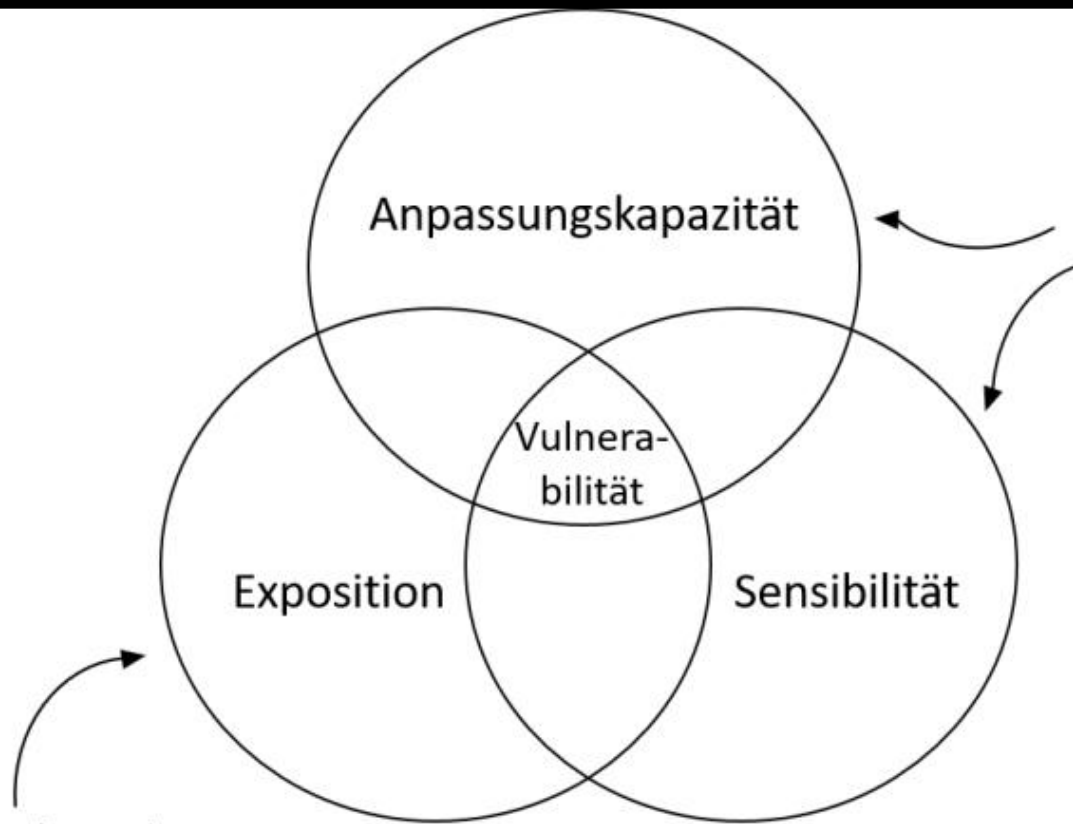 Anpassungskapazität
Vulnera-
bilität
Exposition
Sensibilität